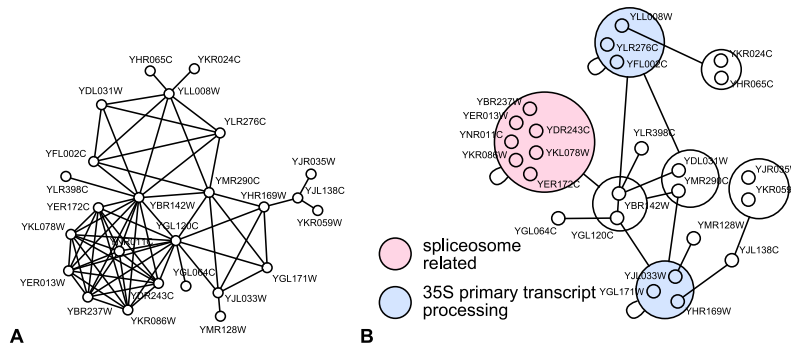 YHR065C YKR024C
YDL031W YLL008W
YLR276C
YFL002C
YLR398C
YMR290C
YJR035W
YHR169W YJL138C
YER172C YBR142W
YKR059W
YKL078W YGL120C
YNR011C
YER013W
YGL064C YGL171W
YDR243C
YBR237W YJL033W
YKR086W
YMR128W
A
YLL008W
YLR276C
YFL002C
YKR024C
YHR065C
YBR237W
YER013W
YNR011C YDR243C
YKR086W YKL078W
YER172C
YLR398C
YDL031W
YMR290C
YJR035W
YKR059
YBR142W
YGL064C YGL120C
YMR128W
YJL138C
YJL033W
YGL171W
YHR169W
spliceosome
related
35S primary transcript
processing
B